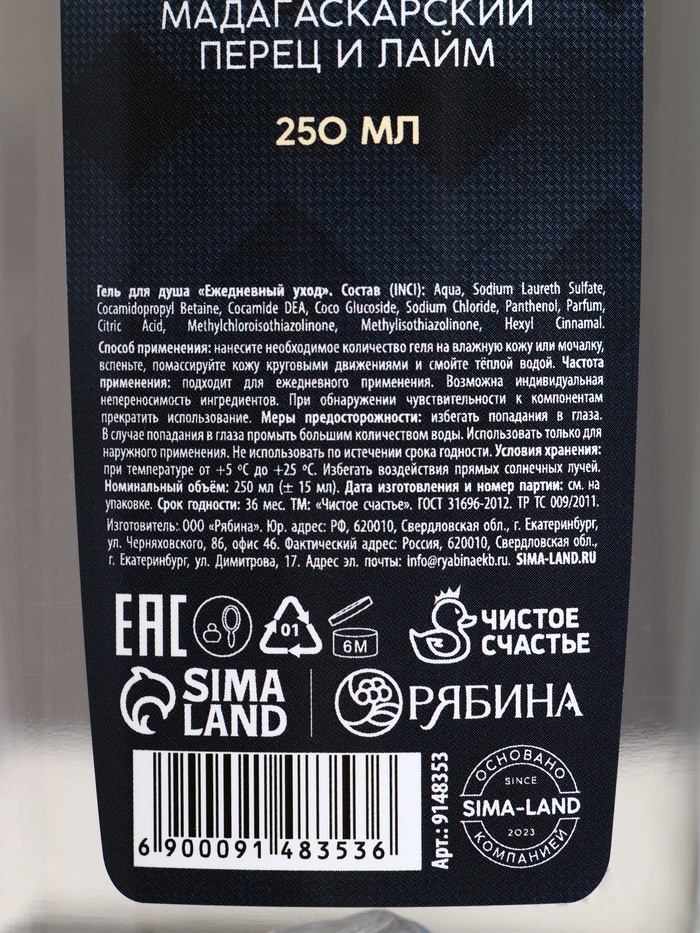 МАДАГАСКАРСКИЙ
ПЕРЕЦ И ЛАЙМ
250 МЛ
Гель для душа «Ежедневный уход». Состав (INCI): Aqua, Sodium Laureth Sulfate,
Cocamidopropyl Betaine, Cocamide DEA, Coco Glucoside, Sodium Chloride, Panthenol, Parfum,
Citric Acid, Methylchloroisothiazolinone, Methylisothiazolinone, Hexyl Cinnamal.
Способ применения: нанесите необходимое количество геля на влажную кожу или мочалку,
вспеньте, помассируйте кожу круговыми движениями и смойте тёплой водой. Частота
применения: подходит для ежедневного применения. Возможна индивидуальная
непереносимость ингредиентов. При обнаружении чувствительности к компонентам
прекратить использование. Меры предосторожности: избегать попадания в глаза.
В случае попадания в глаза промыть большим количеством воды. Использовать только для
наружного применения. Не использовать по истечении срока годности. Условия хранения:
при температуре от +5 °C до +25 °C. Избегать воздействия прямых солнечных лучей.
Номинальный объём: 250 мл (± 15 мл). Дата изготовления и номер партии: см. на
упаковке. Срок годности: 36 мес. ТМ: «Чистое счастье». ГОСТ 31696-2012. ТР ТС 009/2011.
Изготовитель: ООО «Рябина». Юр. адрес: РФ, 620010, Свердловская обл., г. Екатеринбург,
ул. Черняховского, 86, офис 46. Фактический адрес: Россия, 620010, Свердловская обл.,
г. Екатеринбург, ул. Димитрова, 17. Адрес эл. почты: info@ryabinaekb.ru. SIMA-LAND.RU
EAC
01
6M
ЧИСТОЕ
СЧАСТЬЕ
SIMA
LAND
РЯБИНА
6 900091 483536
Арт.: 9148353
ОСНОВАНО
SINCE
SIMA-LAND
2023
КОМПАНИЕЙ